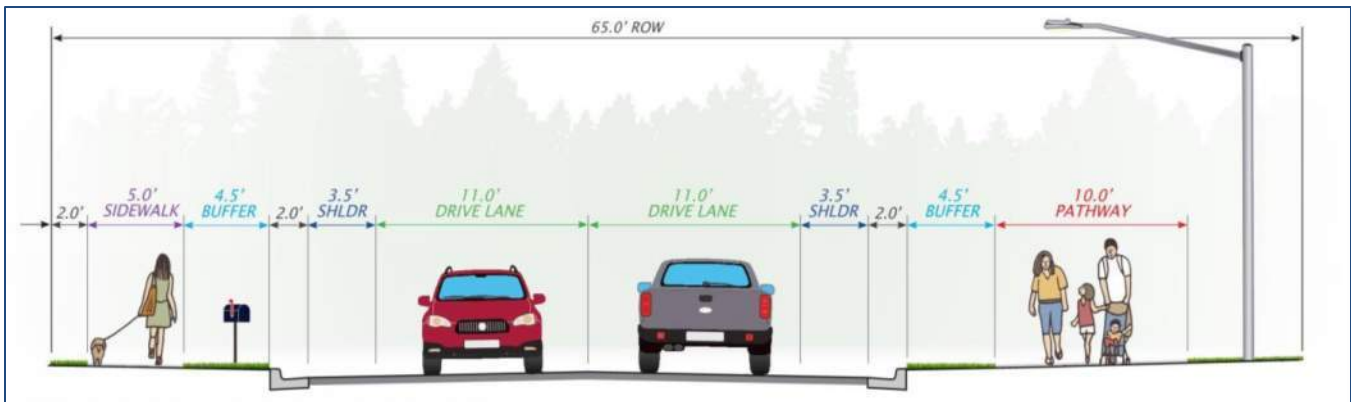 65.0' ROW
2.0'
5.0'
SIDEWALK
4.5'
BUFFER
2.0'
3.5'
SHLDR
11.0'
DRIVE LANE
11.0'
DRIVE LANE
3.5'
SHLDR
2.0'
4.5'
BUFFER
10.0'
PATHWAY